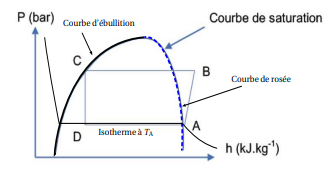 P (bar)
Courbe d'ébullition
Courbe de saturation
C
B
Courbe de rosée
D
Isotherme à TA
A
h (kJ.kg-1)